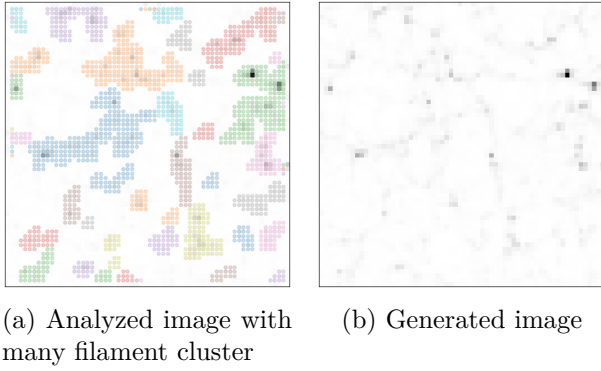 (a) Analyzed image with
many filament cluster
(b) Generated image